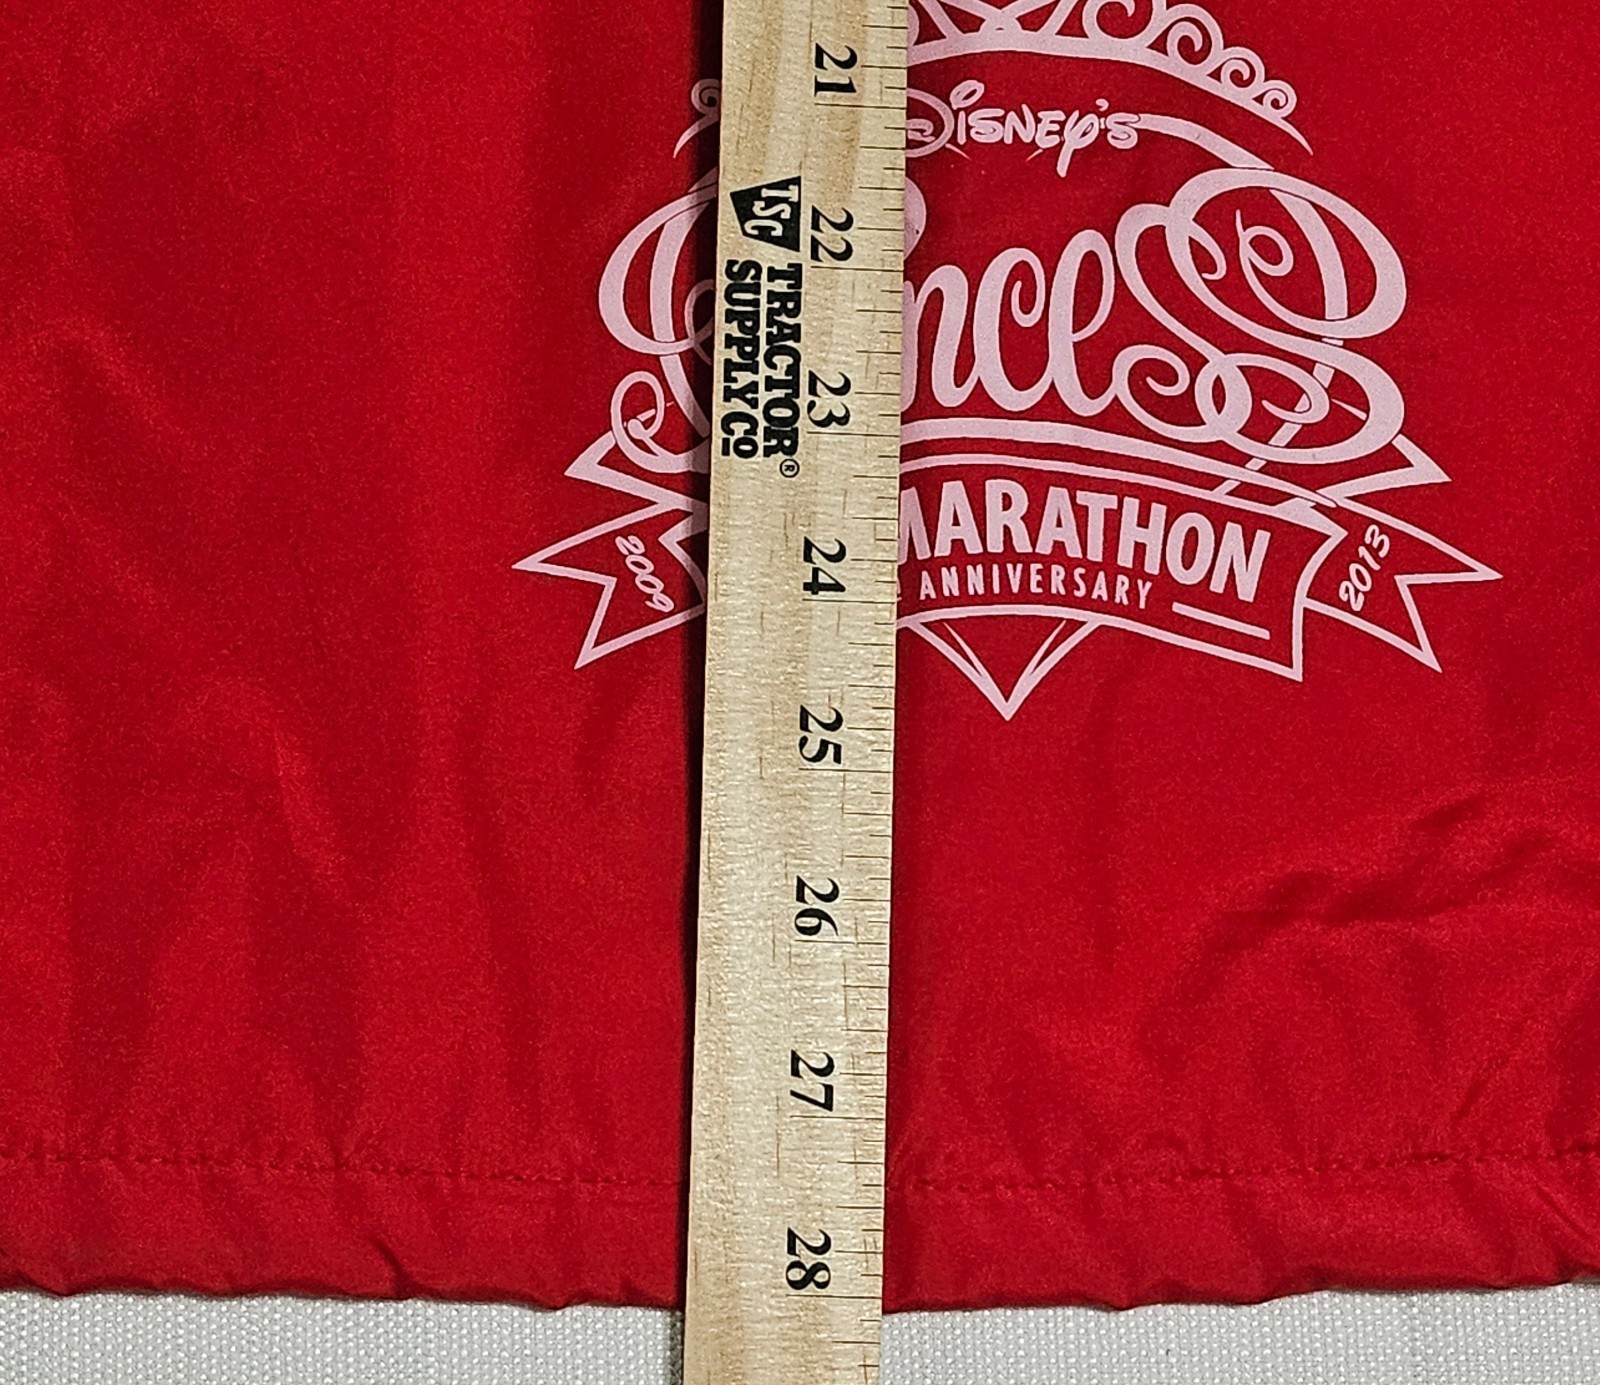 21
22
23
24
25
26
27
28
TSC TRACTOR
SUPPLY CO
DISNEY'S
MARATHON
ANNIVERSARY
2009
2013